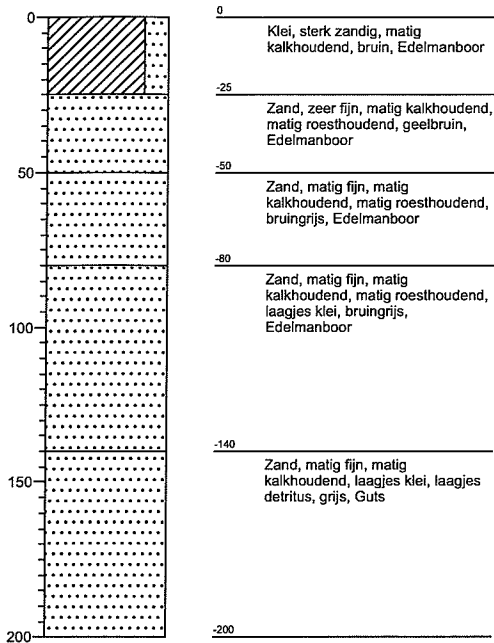 0
50
100
150
200
0
Klei, sterk zandig, matig
kalkhoudend, bruin, Edelmanboor
-25
Zand, zeer fijn, matig kalkhoudend,
matig roesthoudend, geelbruin,
Edelmanboor
-50
Zand, matig fijn, matig
kalkhoudend, matig roesthoudend,
bruingrijs, Edelmanboor
-80
Zand, matig fijn, matig
kalkhoudend, matig roesthoudend,
laagjes klei, bruingrijs,
Edelmanboor
-140
Zand, matig fijn, matig
kalkhoudend, laagjes klei, laagjes
detritus, grijs, Guts
-200